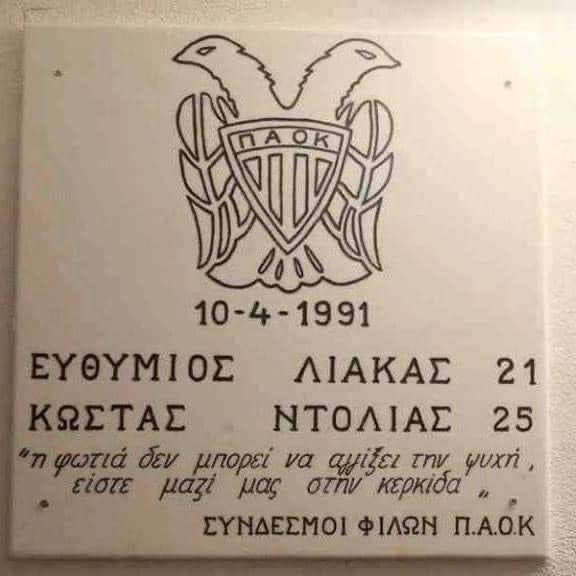 ΠΑΟΚ
10-4-1991
ΕΥΘΥΜΙΟΣ ΛΙΑΚΑΣ 21
ΚΩΣΤΑΣ ΝΤΟΛΙΑΣ 25
"η φωτιά δεν μπορεί να αγγίξει την ψυχή,
είστε μαζί μας στην κερκίδα „
ΣΥΝΔΕΣΜΟΙ ΦΙΛΩΝ Π.Α.Ο.Κ